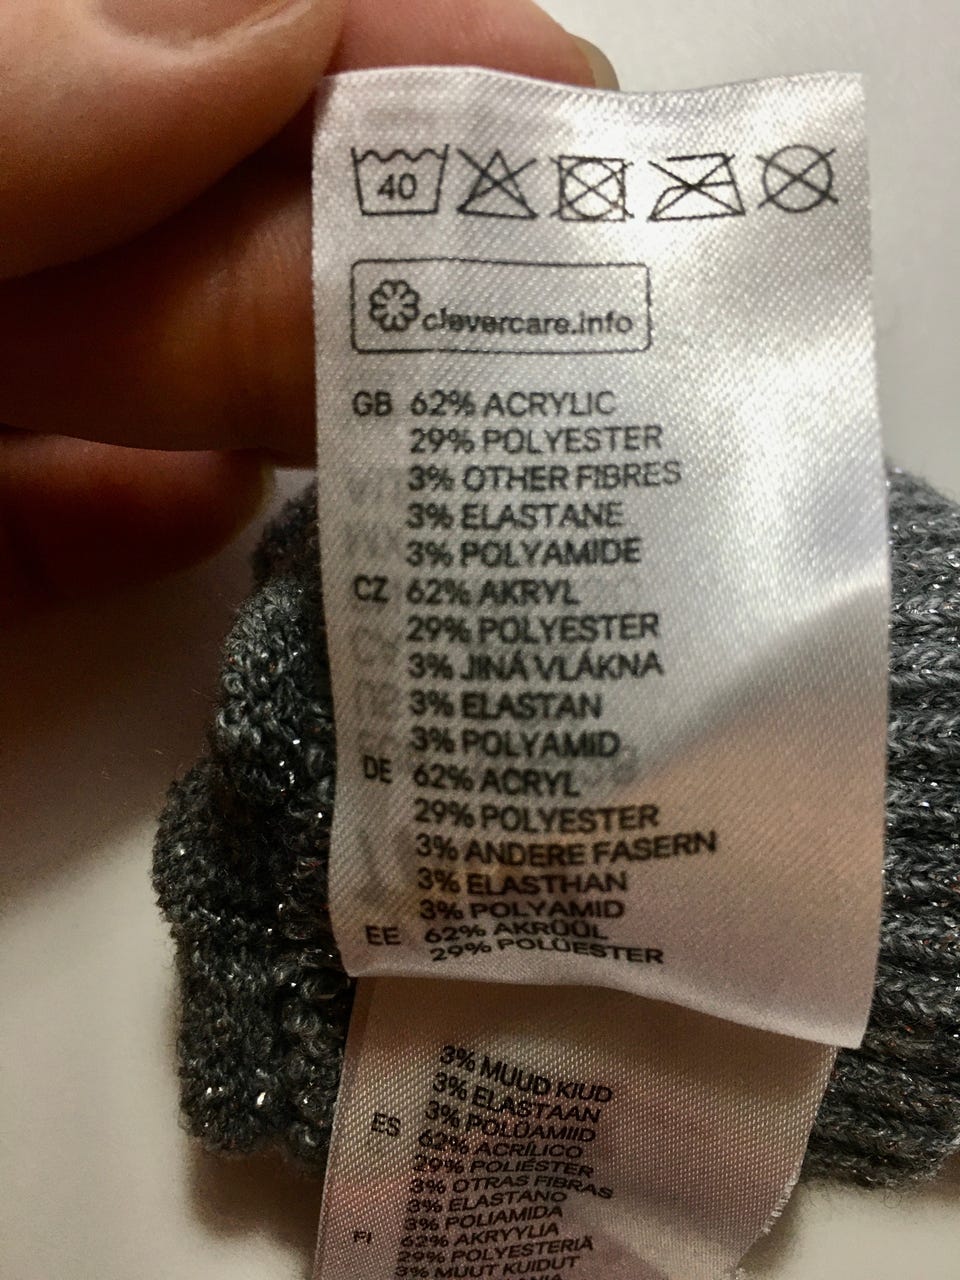 40
clevercare.info
GB 62% ACRYLIC
29% POLYESTER
3% OTHER FIBRES
3% ELASTANE
3% POLYAMIDE
CZ 62% AKRYL
29% POLYESTER
3% JINÁ VLÁKNA
3% ELASTAN
3% POLYAMID
DE 62% ACRYL
29% POLYESTER
3% ANDERE FASERN
3% ELASTHAN
3% POLYAMID
EE 62% AKRÜÜL
29% POLÜESTER
3% MUUD KIUD
3% ELASTAAN
3% POLÜAMIID
ES 62% ACRÍLICO
29% POLIÉSTER
3% OTRAS FIBRAS
3% ELASTANO
3% POLIAMIDA
FI 62% AKRYYLIA
29% POLYESTERIÄ
3% MUUT KUIDUT